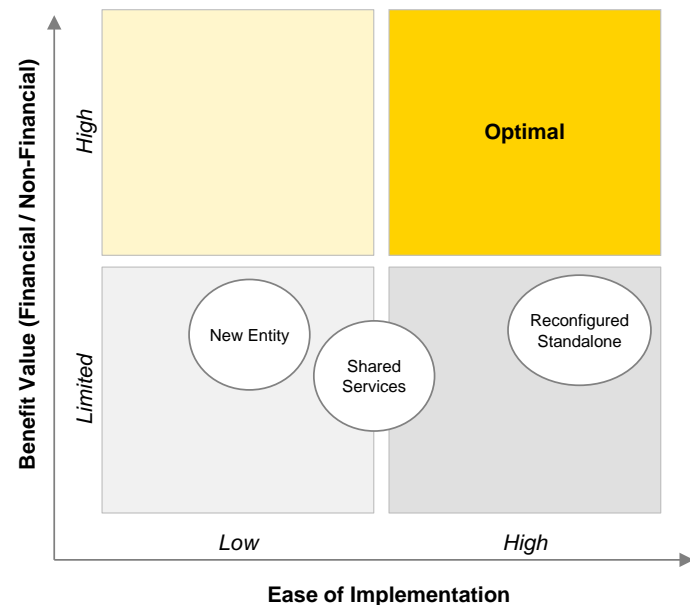 Benefit Value (Financial / Non-Financial)
High
Optimal
Limited
New Entity
Shared
Services
Reconfigured
Standalone
Low
High
Ease of Implementation